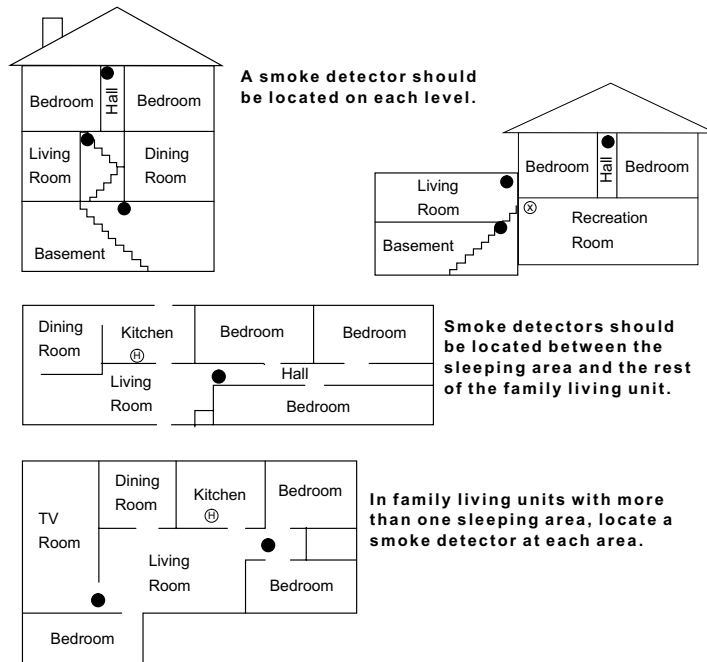 A smoke detector should
be located on each level.
Bedroom
Hall
Bedroom
Living
Room
Dining
Room
Basement
Bedroom
Hall
Bedroom
Living
Room
X
Recreation
Room
Basement
Dining
Room
Kitchen
H
Bedroom
Bedroom
Living
Room
Hall
Bedroom
Smoke detectors should
be located between the
sleeping area and the rest
of the family living unit.
TV
Room
Dining
Room
Kitchen
H
Bedroom
Living
Room
Bedroom
Bedroom
In family living units with more
than one sleeping area, locate a
smoke detector at each area.